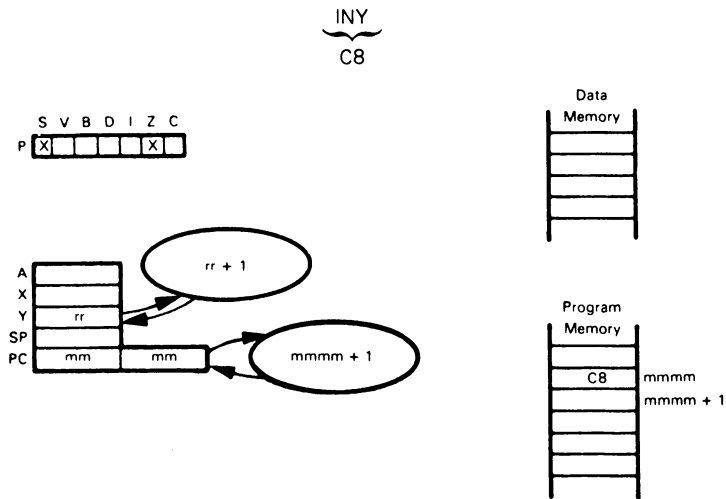 INY
C8
S V B D I Z C
P X X
Data
Memory
A
X
Y rr
SP
PC mm mm
rr + 1
mmmm + 1
Program
Memory
C8 mmmm
mmmm + 1